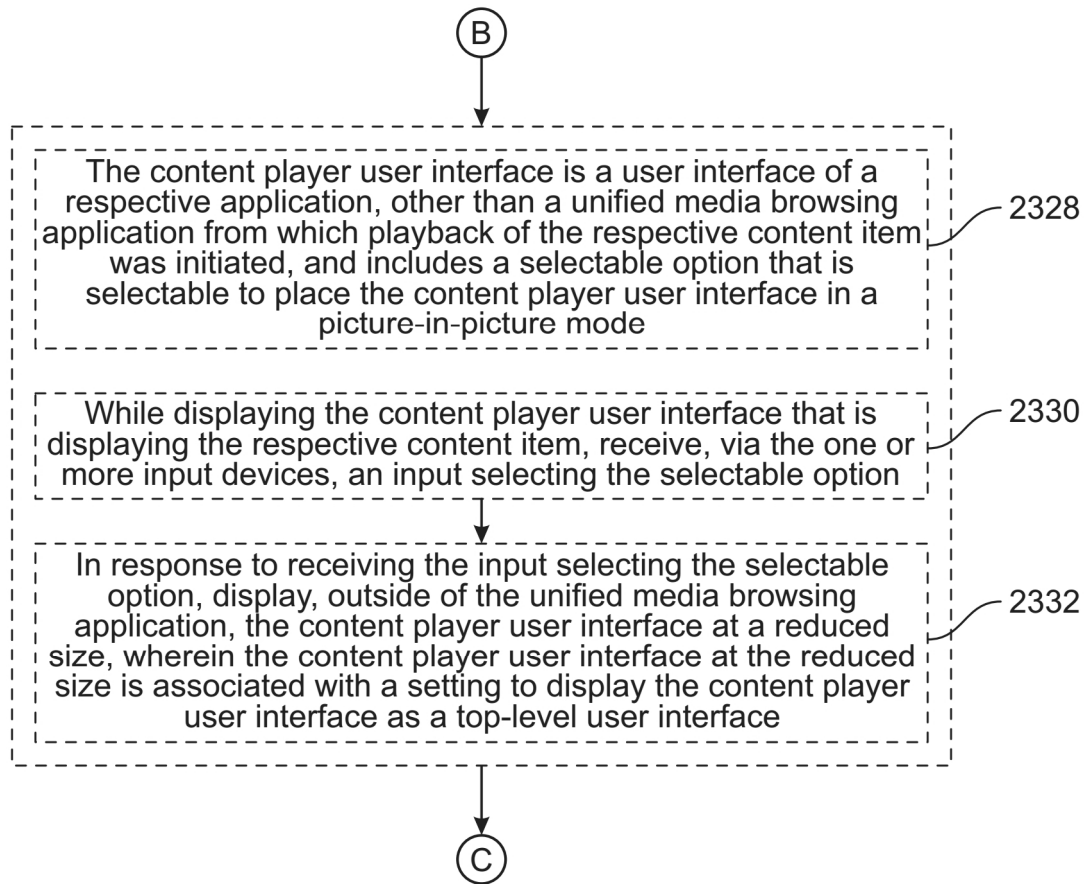 B
The content player user interface is a user interface of a
respective application, other than a unified media browsing
application from which playback of the respective content item
was initiated, and includes a selectable option that is
selectable to place the content player user interface in a
picture-in-picture mode
2328
While displaying the content player user interface that is
displaying the respective content item, receive, via the one or
more input devices, an input selecting the selectable option
2330
In response to receiving the input selecting the selectable
option, display, outside of the unified media browsing
application, the content player user interface at a reduced
size, wherein the content player user interface at the reduced
size is associated with a setting to display the content player
user interface as a top-level user interface
2332
C